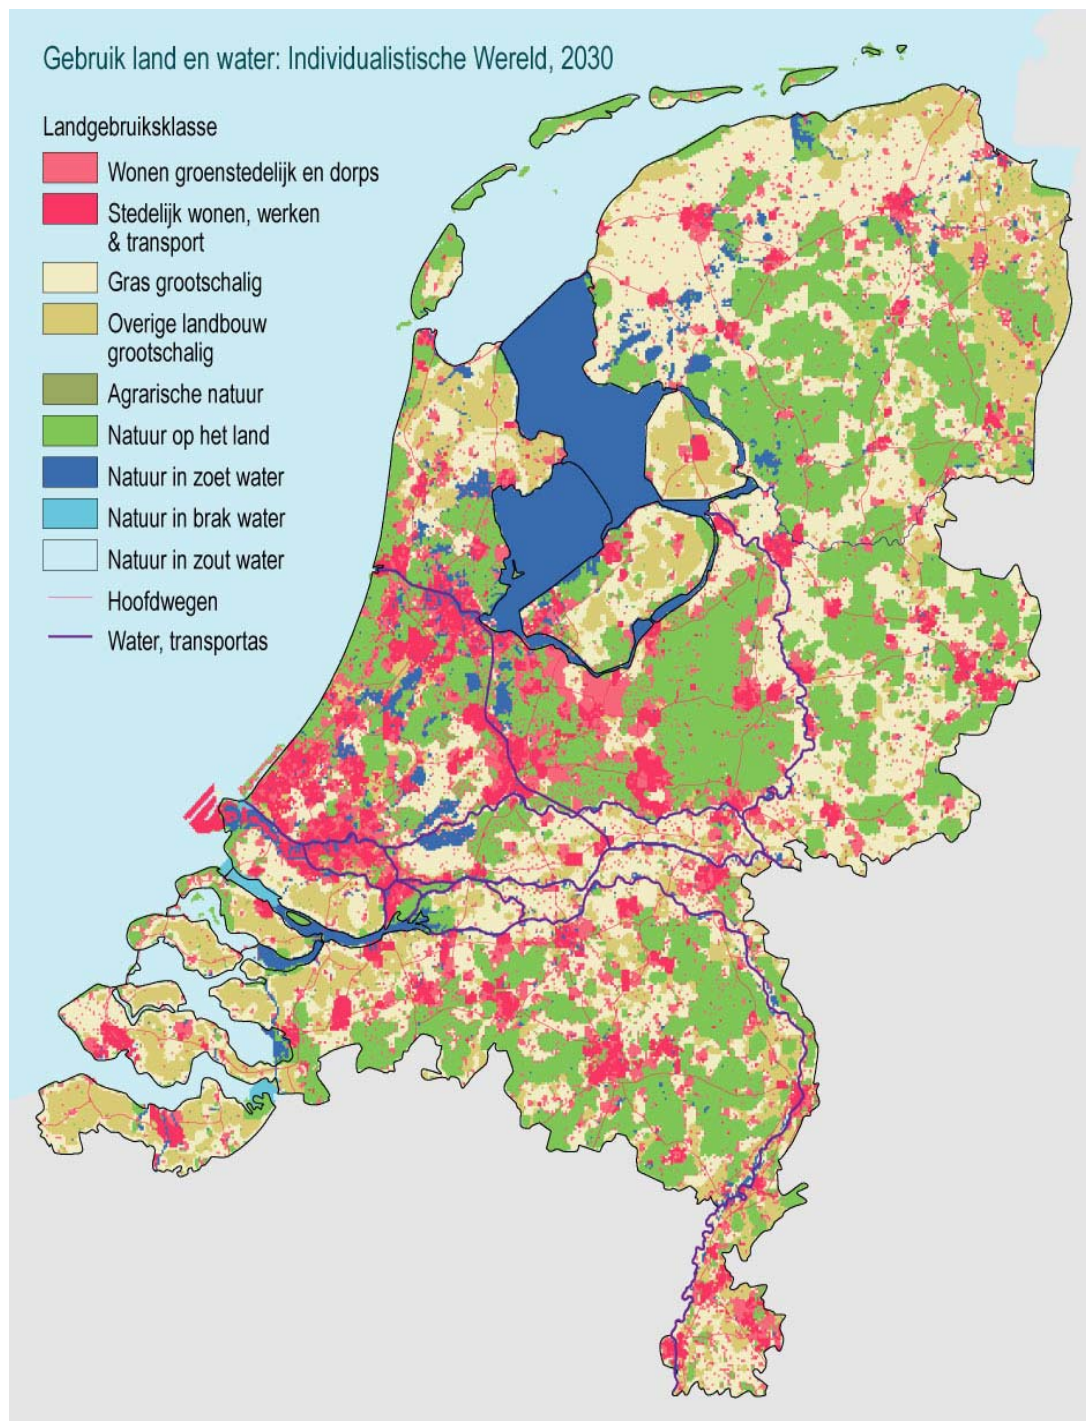 Gebruik land en water: Individualistische Wereld, 2030
Landgebruiksklasse
Wonen groenstedelijk en dorps
Stedelijk wonen, werken
& transport
Gras grootschalig
Overige landbouw
grootschalig
Agrarische natuur
Natuur op het land
Natuur in zoet water
Natuur in brak water
Natuur in zout water
Hoofdwegen
Water, transportas